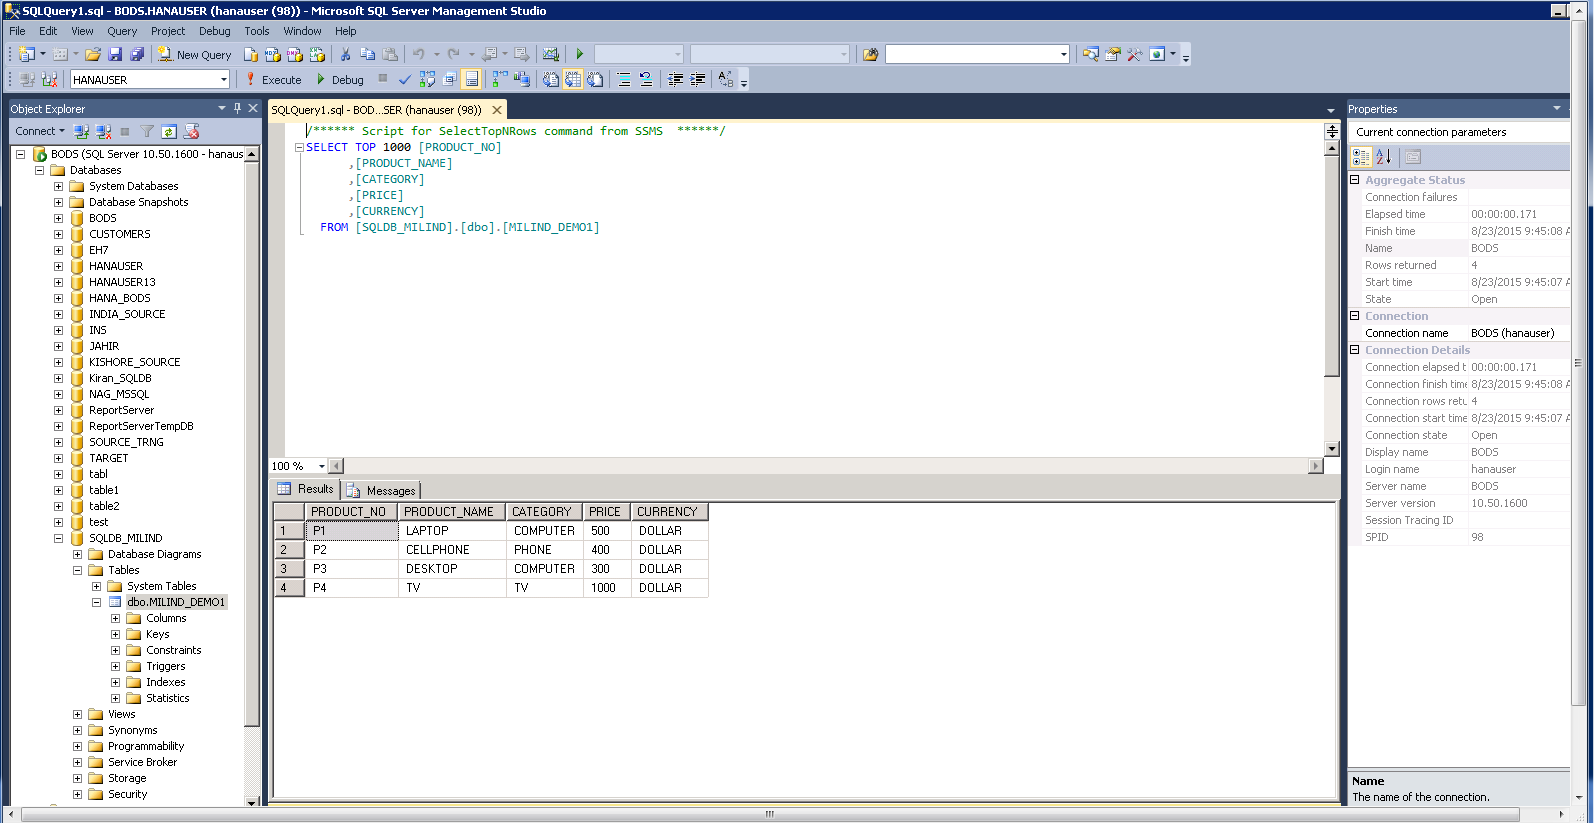 SQLQuery1.sql - BODS.HANAUSER (hanauser (98)) - Microsoft SQL Server Management Studio
File Edit View Query Project Debug Tools Window Help
New Query
HANAUSER Execute Debug
Object Explorer
Connect
BODS (SQL Server 10.50.1600 - hanaus
Databases
System Databases
Database Snapshots
BODS
CUSTOMERS
EH7
HANAUSER
HANAUSER13
HANA_BODS
INDIA_SOURCE
INS
JAHIR
KISHORE_SOURCE
Kiran_SQLDB
NAG_MSSQL
ReportServer
ReportServerTempDB
SOURCE_TRNG
TARGET
tabl
table1
table2
test
SQLDB_MILIND
Database Diagrams
Tables
System Tables
dbo.MILIND_DEMO1
Columns
Keys
Constraints
Triggers
Indexes
Statistics
Views
Synonyms
Programmability
Service Broker
Storage
Security
SQLQuery1.sql - BOD...SER (hanauser (98))
/****** Script for SelectTopNRows command from SSMS ******/
SELECT TOP 1000 [PRODUCT_NO]
,[PRODUCT_NAME]
,[CATEGORY]
,[PRICE]
,[CURRENCY]
FROM [SQLDB_MILIND].[dbo].[MILIND_DEMO1]
100 %
Results Messages
PRODUCT_NO PRODUCT_NAME CATEGORY PRICE CURRENCY
1 P1 LAPTOP COMPUTER 500 DOLLAR
2 P2 CELLPHONE PHONE 400 DOLLAR
3 P3 DESKTOP COMPUTER 300 DOLLAR
4 P4 TV TV 1000 DOLLAR
Properties
Current connection parameters
Aggregate Status
Connection failures
Elapsed time 00:00:00.171
Finish time 8/23/2015 9:45:08 A
Name BODS
Rows returned 4
Start time 8/23/2015 9:45:07 A
State Open
Connection
Connection name BODS (hanauser)
Connection Details
Connection elapsed t 00:00:00.171
Connection finish time 8/23/2015 9:45:08 A
Connection rows retu 4
Connection start time 8/23/2015 9:45:07 A
Connection state Open
Display name BODS
Login name hanauser
Server name BODS
Server version 10.50.1600
Session Tracing ID
SPID 98
Name
The name of the connection.